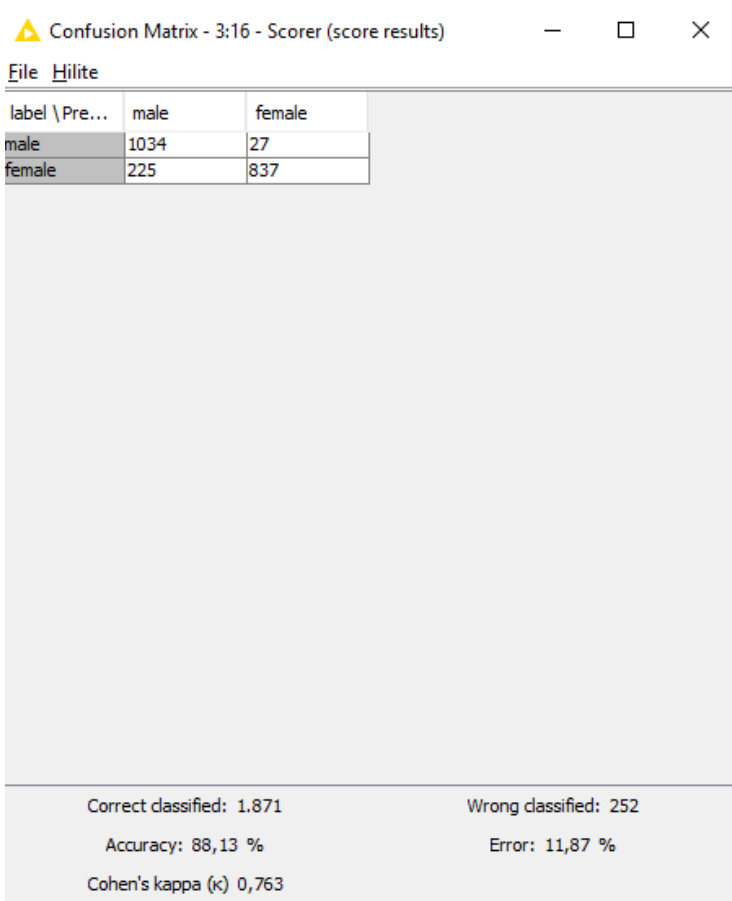 Confusion Matrix - 3:16 - Scorer (score results)
File Hilite
label \ Pre... male female
male 1034 27
female 225 837
Correct classified: 1.871 Wrong classified: 252
Accuracy: 88,13 % Error: 11,87 %
Cohen's kappa (κ) 0,763